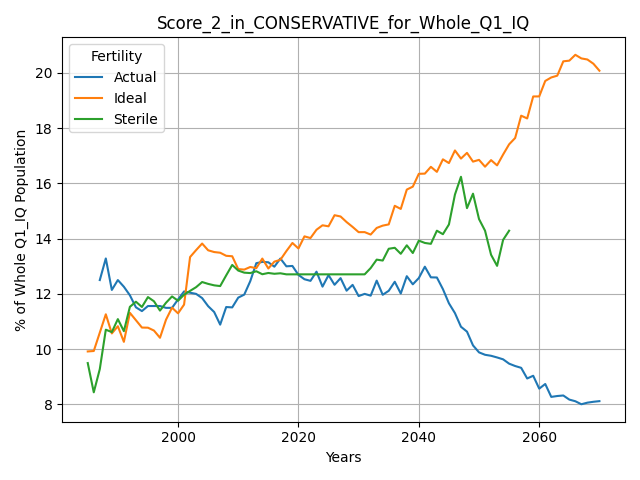 Score_2_in_CONSERVATIVE_for_Whole_Q1_IQ
Fertility
Actual
Ideal
Sterile
% of Whole Q1_IQ Population
20
18
16
14
12
10
8
2000 2020 2040 2060
Years